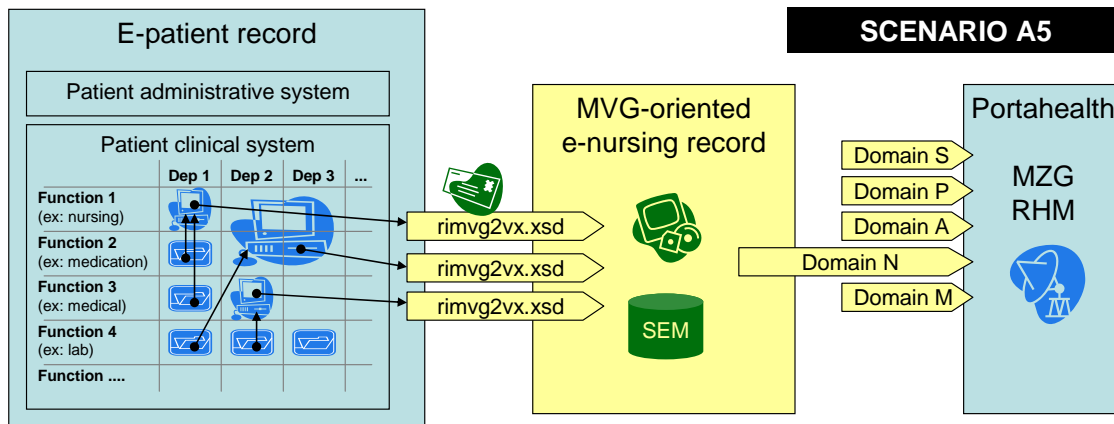 E-patient record
SCENARIO A5
Patient administrative system
Patient clinical system
Dep 1 Dep 2 Dep 3 ...
Function 1
(ex: nursing)
Function 2
(ex: medication)
Function 3
(ex: medical)
Function 4
(ex: lab)
Function ....
rimvg2vx.xsd
rimvg2vx.xsd
rimvg2vx.xsd
MVG-oriented
e-nursing record
SEM
Domain S
Domain P
Domain A
Domain N
Domain M
Portahealth
MZG
RHM